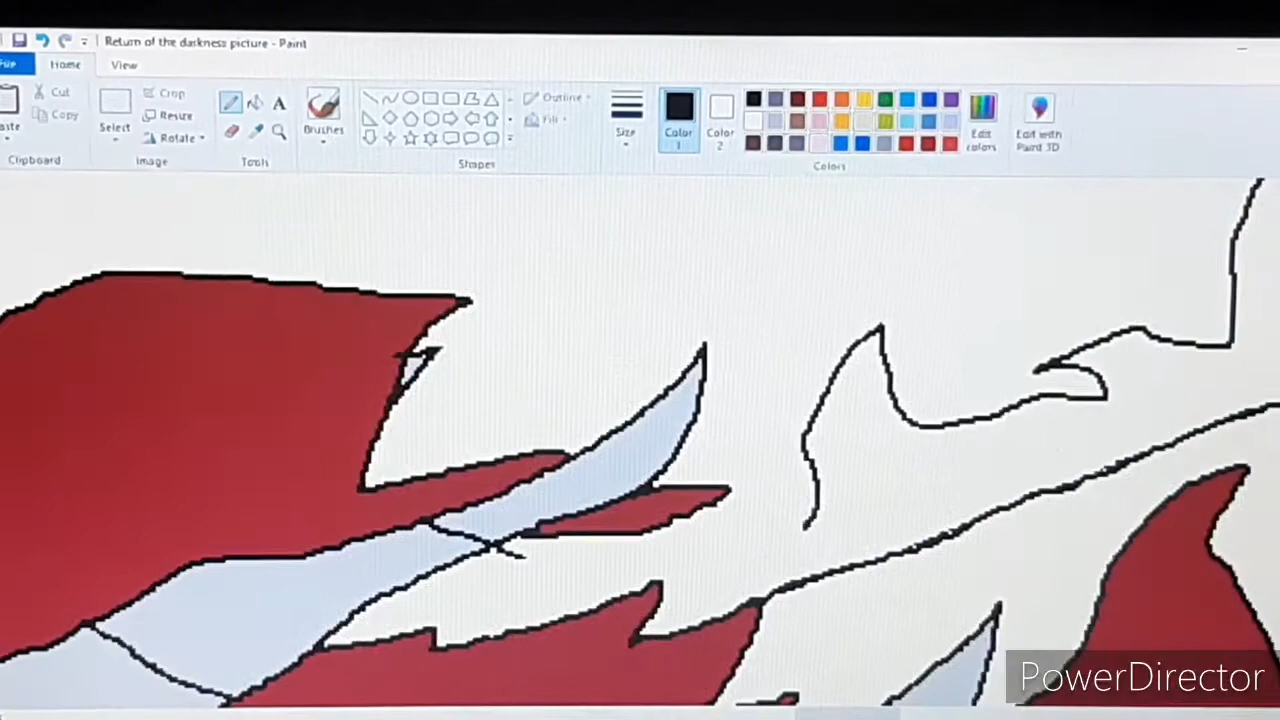 Return of the darkness picture - Paint
File Home View
Cut
Copy
Paste
Clipboard
Select
Crop
Resize
Rotate
Image
A
Tools
Brushes
Outline
Fill
Shapes
Size
Color 1
Color 2
Edit colors
Colors
Edit with Paint 3D
PowerDirector